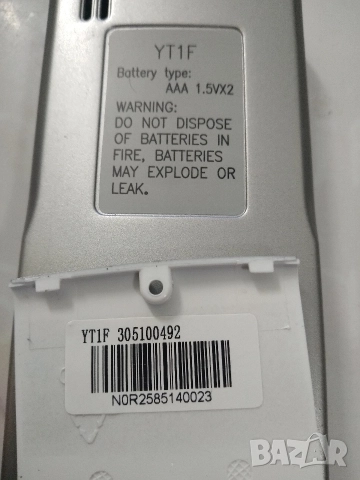 YT1F
Battery type:
AAA 1.5VX2
WARNING:
DO NOT DISPOSE
OF BATTERIES IN
FIRE, BATTERIES
MAY EXPLODE OR
LEAK.
YT1F 305100492
N0R2585140023
BAZAR